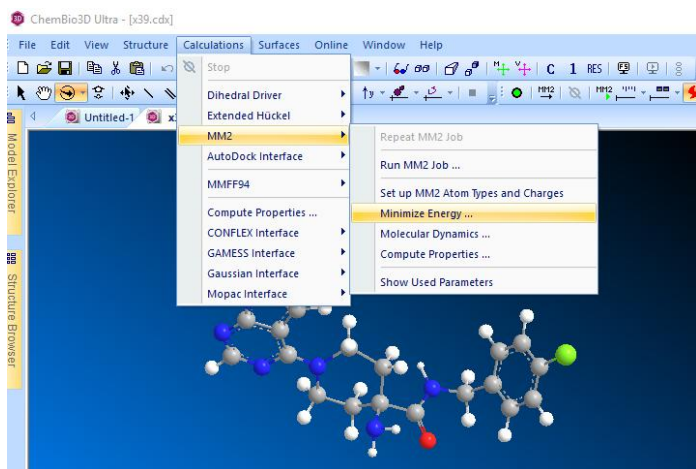 ChemBio3D Ultra - [x39.cdx]
File Edit View Structure Calculations Surfaces Online Window Help
C 1 RES
MM2 MM2
Untitled-1
Model Explorer
Structure Browser
Stop
Dihedral Driver
Extended Hückel
MM2
AutoDock Interface
MMFF94
Compute Properties ...
CONFLEX Interface
GAMESS Interface
Gaussian Interface
Mopac Interface
Repeat MM2 Job
Run MM2 Job ...
Set up MM2 Atom Types and Charges
Minimize Energy ...
Molecular Dynamics ...
Compute Properties ...
Show Used Parameters